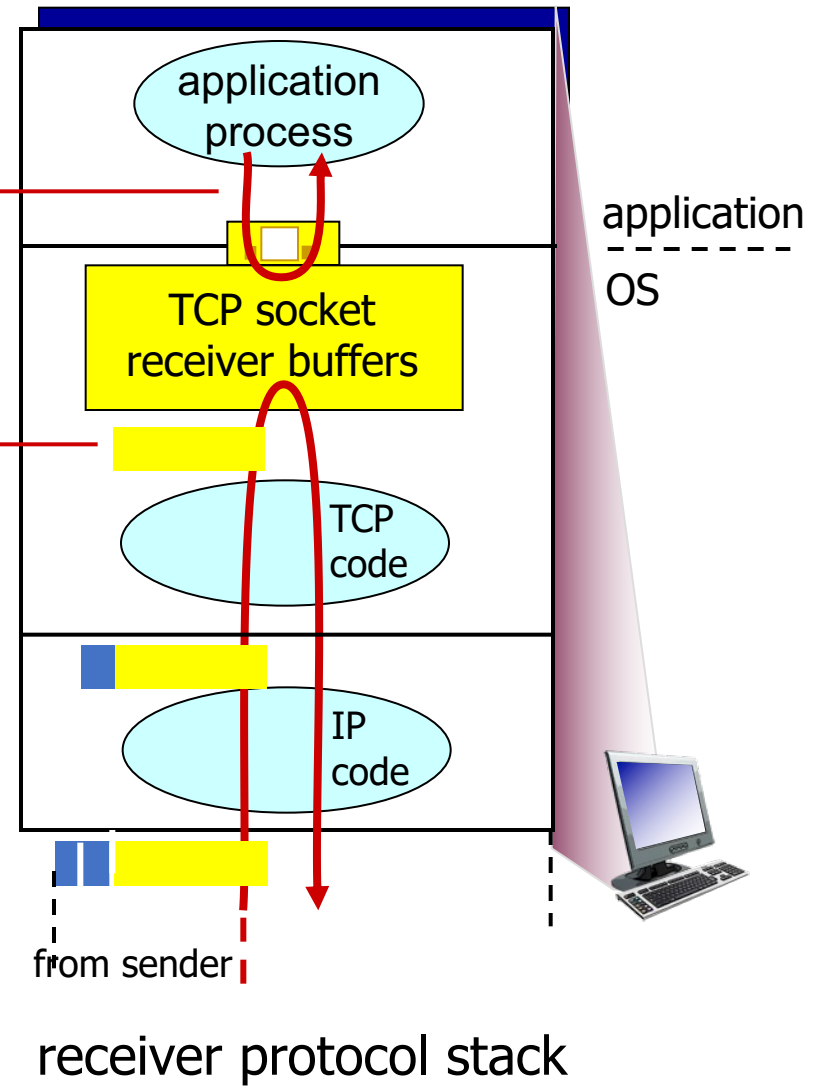 application
process
application
OS
TCP socket
receiver buffers
TCP
code
IP
code
from sender
receiver protocol stack